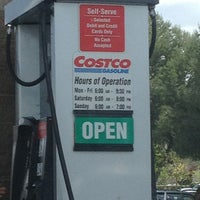 Self-Serve
Selected
Debit and Credit
Cards Only
No Cash
Accepted
COSTCO
GASOLINE
Hours of Operation
Mon - Fri 6:00 AM - 9:30 PM
Saturday 6:00 AM - 8:00 PM
Sunday 6:00 AM - 7:00 PM
OPEN